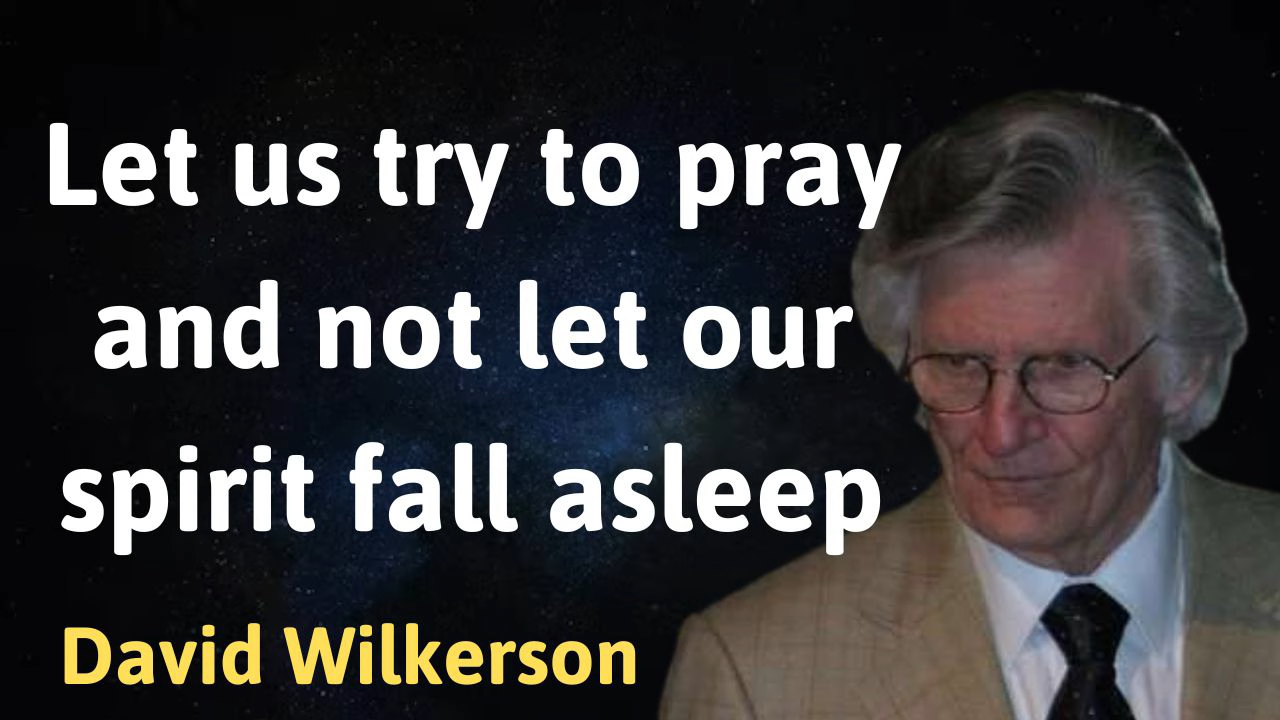 Let us try to pray
and not let our
spirit fall asleep
David Wilkerson